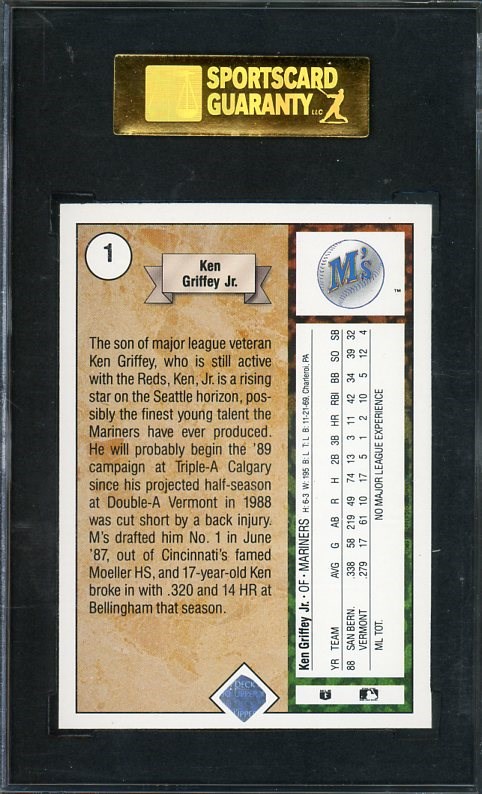 SPORTSCARD
GUARANTY LLC
1
Ken
Griffey Jr.
The son of major league veteran
Ken Griffey, who is still active
with the Reds, Ken, Jr. is a rising
star on the Seattle horizon, pos-
sibly the finest young talent the
Mariners have ever produced.
He will probably begin the '89
campaign at Triple-A Calgary
since his projected half-season
at Double-A Vermont in 1988
was cut short by a back injury.
M's drafted him No. 1 in June
'87, out of Cincinnati's famed
Moeller HS, and 17-year-old Ken
broke in with .320 and 14 HR at
Bellingham that season.
M's
TM
Ken Griffey Jr. • OF • MARINERS H: 6-3 W: 195 B: L T: L B: 11-21-69, Charleroi, PA
YR TEAM AVG G AB R H 2B 3B HR RBI BB SO SB
88 SAN BERN. .338 58 219 49 74 13 3 11 42 34 39 32
VERMONT .279 17 61 10 17 5 1 2 10 5 12 4
ML TOT. NO MAJOR LEAGUE EXPERIENCE